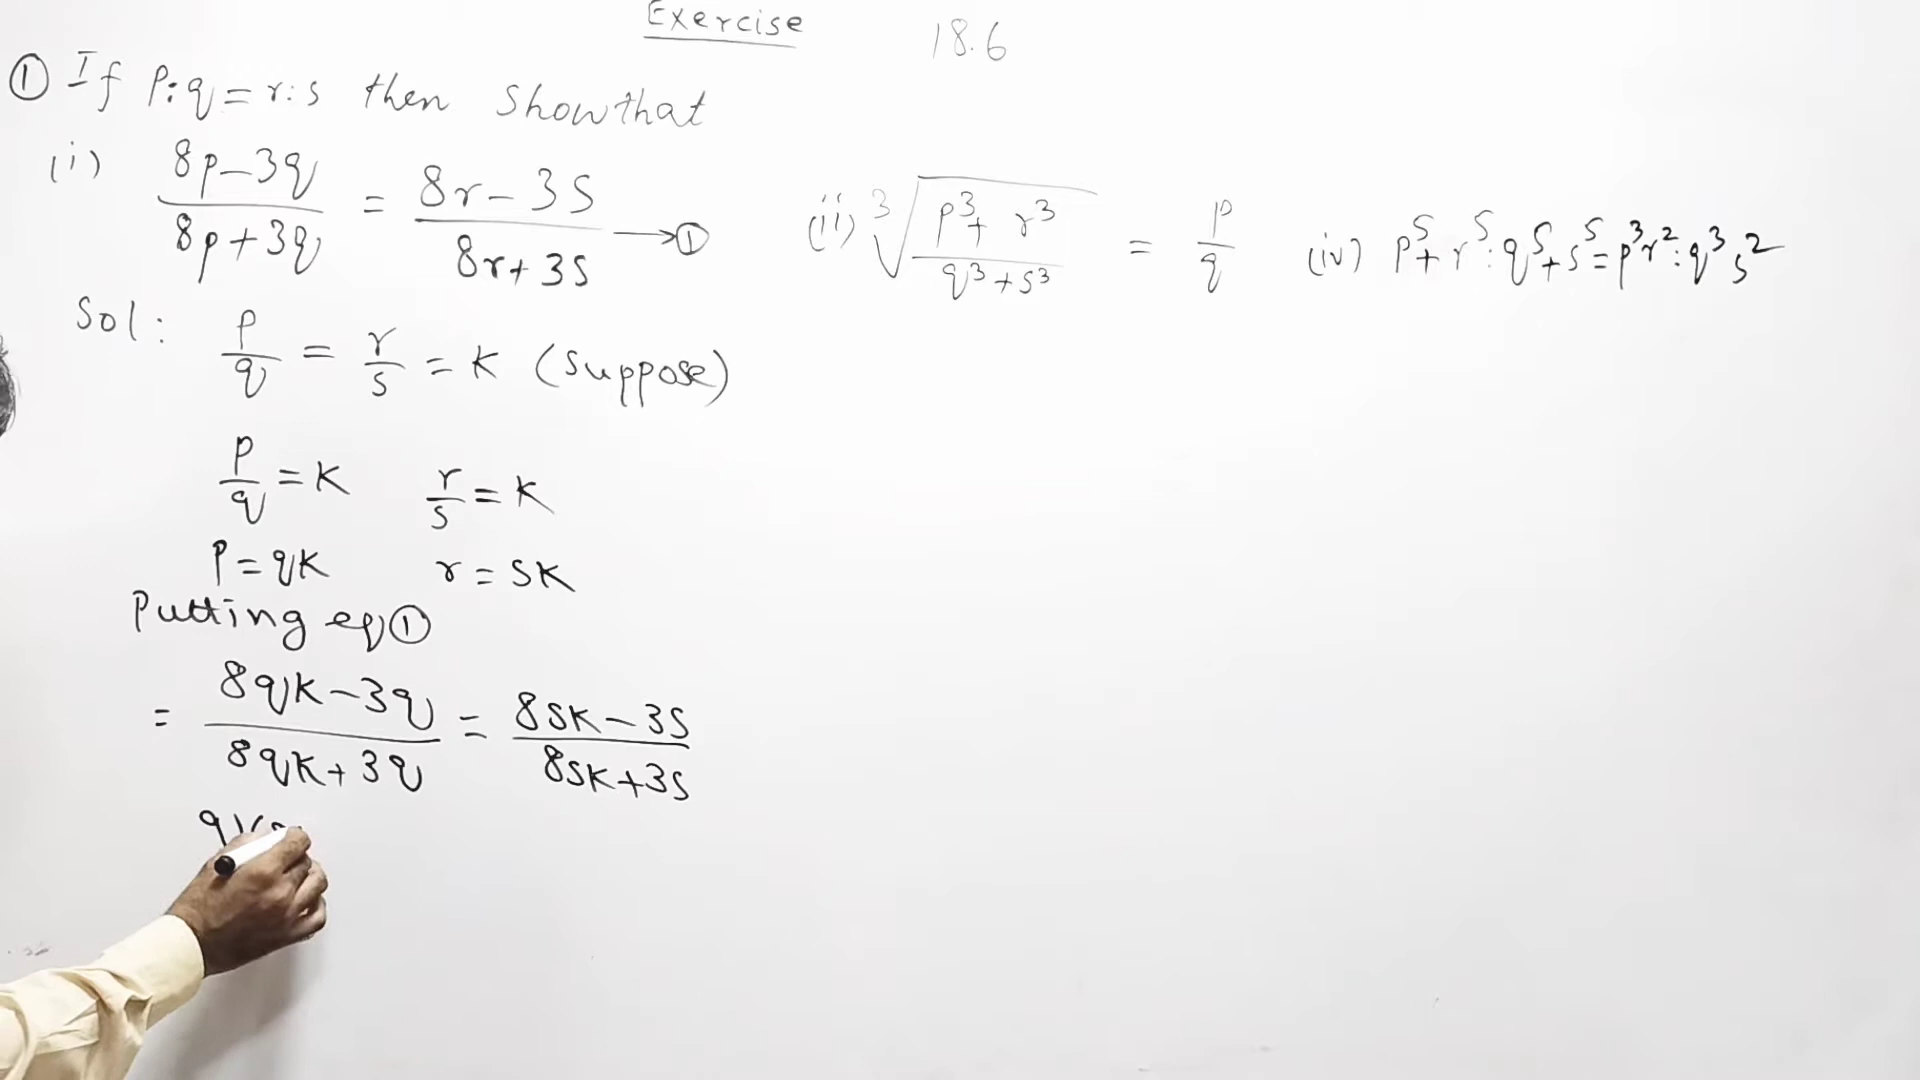 Exercise 18.6
① If p:q = r:s then Show that
(i) (8p-3q)/(8p+3q) = (8r-3s)/(8r+3s) → ① (ii) ∛((p³+r³)/(q³+s³)) = p/q (iv) p⁵+r⁵:q⁵+s⁵=p³r²:q³s²
Sol: p/q = r/s = K (Suppose)
p/q = K r/s = K
P = qK r = sK
Putting eq ①
= (8qK-3q)/(8qK+3q) = (8sK-3s)/(8sK+3s)
q